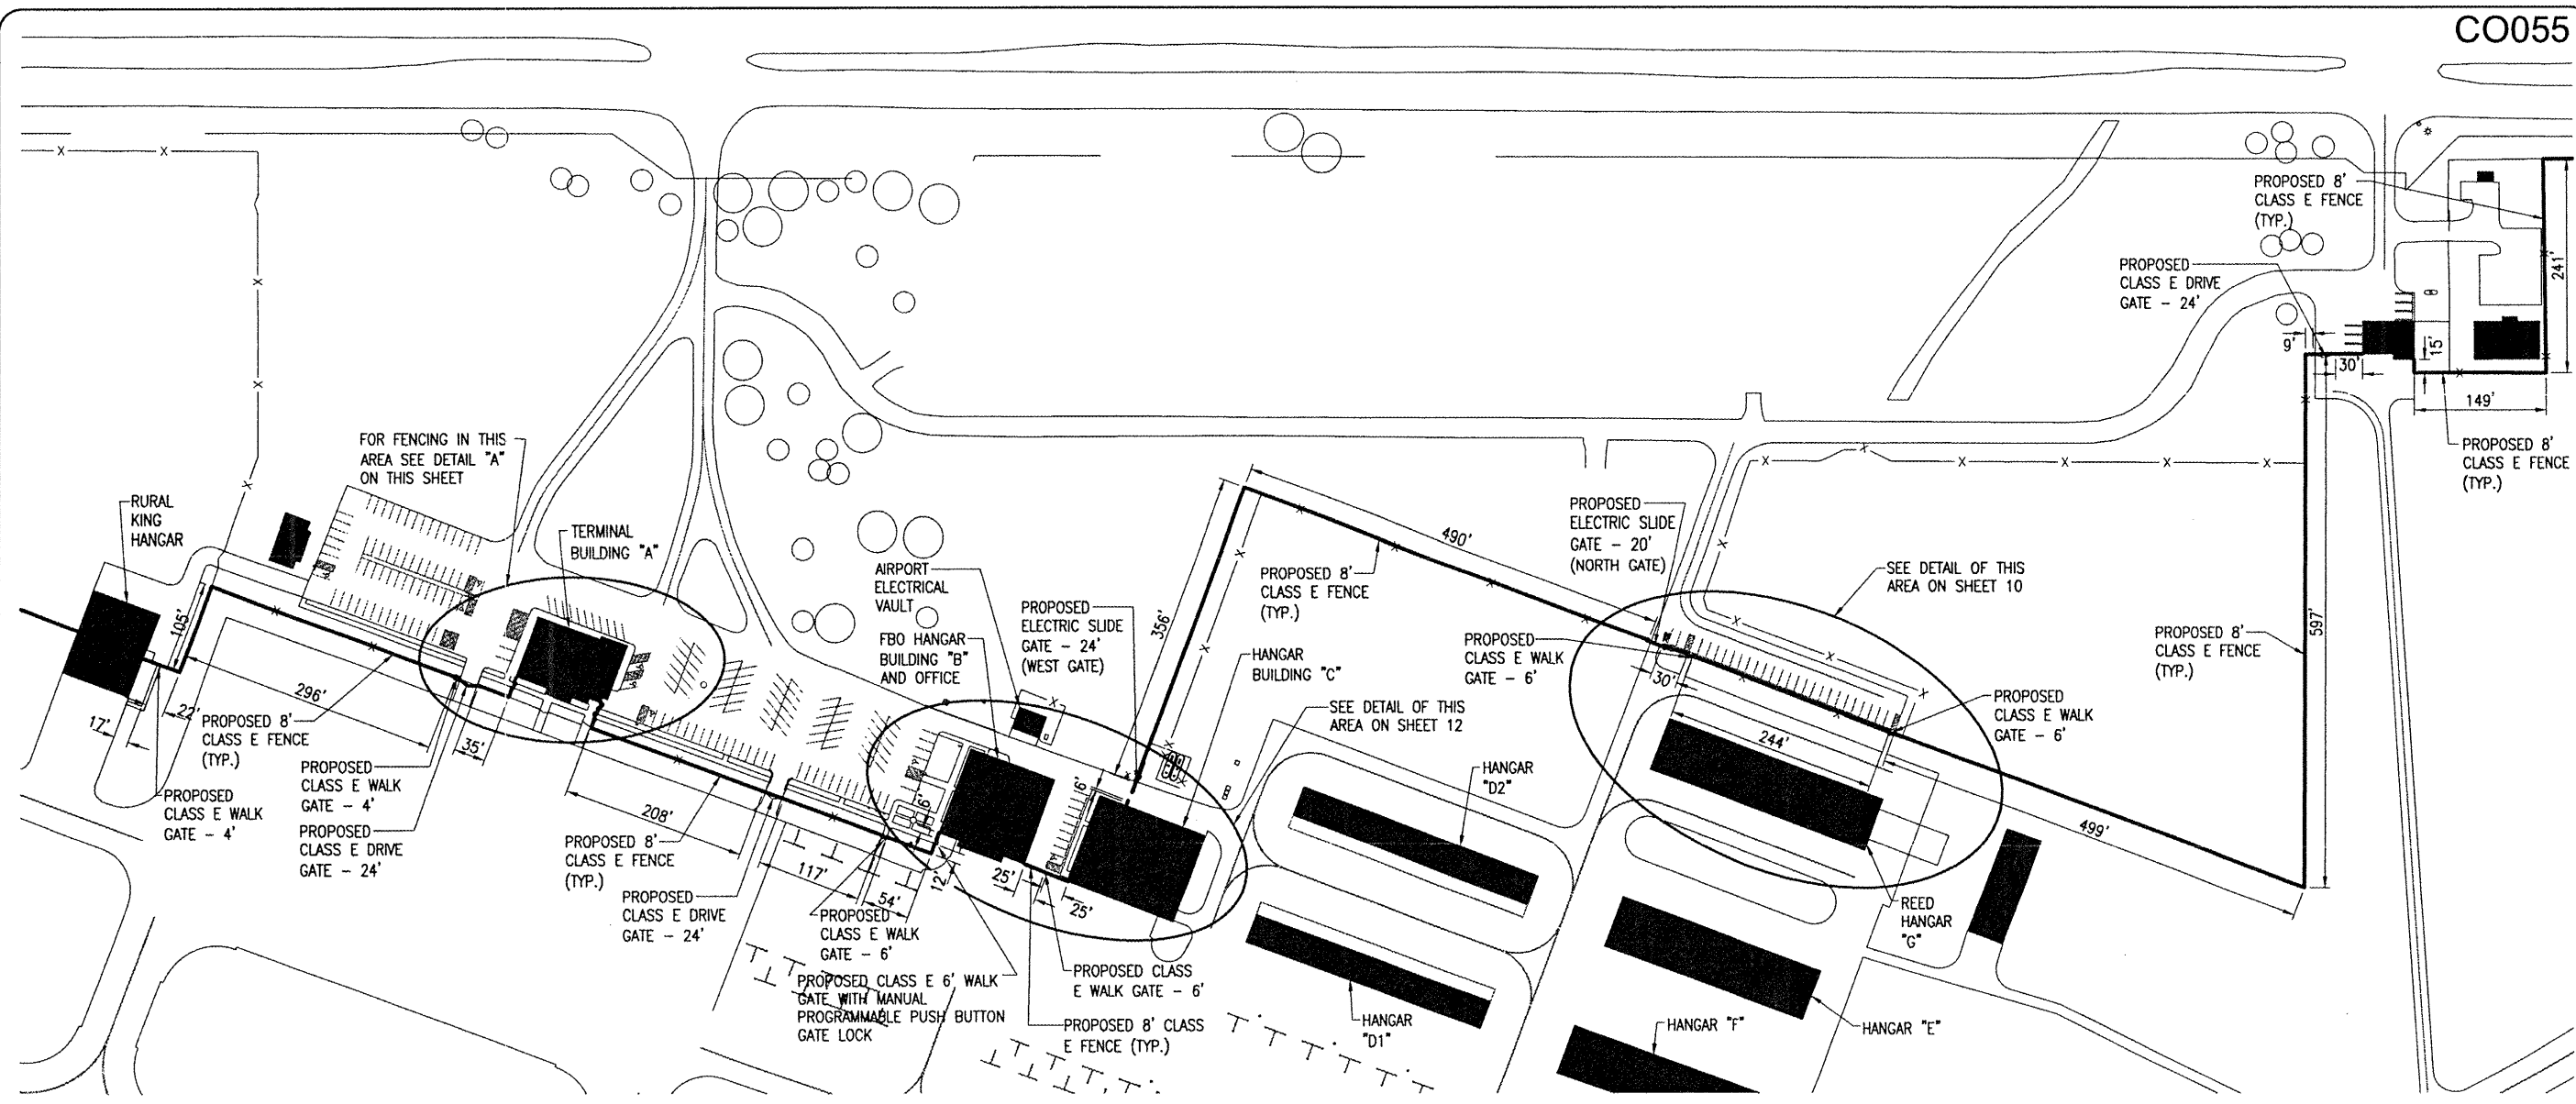 CO055
PROPOSED 8'
CLASS E FENCE
(TYP.)
241'
PROPOSED
CLASS E DRIVE
GATE - 24'
9'
30'
15'
149'
PROPOSED 8'
CLASS E FENCE
(TYP.)
FOR FENCING IN THIS
AREA SEE DETAIL "A"
ON THIS SHEET
RURAL
KING
HANGAR
TERMINAL
BUILDING "A"
AIRPORT
ELECTRICAL
VAULT
FBO HANGAR
BUILDING "B"
AND OFFICE
PROPOSED
ELECTRIC SLIDE
GATE - 24'
(WEST GATE)
356'
490'
PROPOSED 8'
CLASS E FENCE
(TYP.)
HANGAR
BUILDING "C"
SEE DETAIL OF THIS
AREA ON SHEET 12
PROPOSED
ELECTRIC SLIDE
GATE - 20'
(NORTH GATE)
PROPOSED
CLASS E WALK
GATE - 6'
SEE DETAIL OF THIS
AREA ON SHEET 10
PROPOSED 8'
CLASS E FENCE
(TYP.)
597'
30'
244'
PROPOSED
CLASS E WALK
GATE - 6'
499'
105'
296'
17'
22'
35'
PROPOSED 8'
CLASS E FENCE
(TYP.)
PROPOSED
CLASS E WALK
GATE - 4'
PROPOSED
CLASS E WALK
GATE - 4'
PROPOSED
CLASS E DRIVE
GATE - 24'
208'
PROPOSED 8'
CLASS E FENCE
(TYP.)
PROPOSED
CLASS E DRIVE
GATE - 24'
117'
54'
12'
6'
6'
25'
25'
PROPOSED
CLASS E WALK
GATE - 6'
PROPOSED CLASS E 6' WALK
GATE WITH MANUAL
PROGRAMMABLE PUSH BUTTON
GATE LOCK
PROPOSED CLASS
E WALK GATE - 6'
PROPOSED 8' CLASS
E FENCE (TYP.)
HANGAR
"D2"
HANGAR
"D1"
REED
HANGAR
"G"
HANGAR "F"
HANGAR "E"